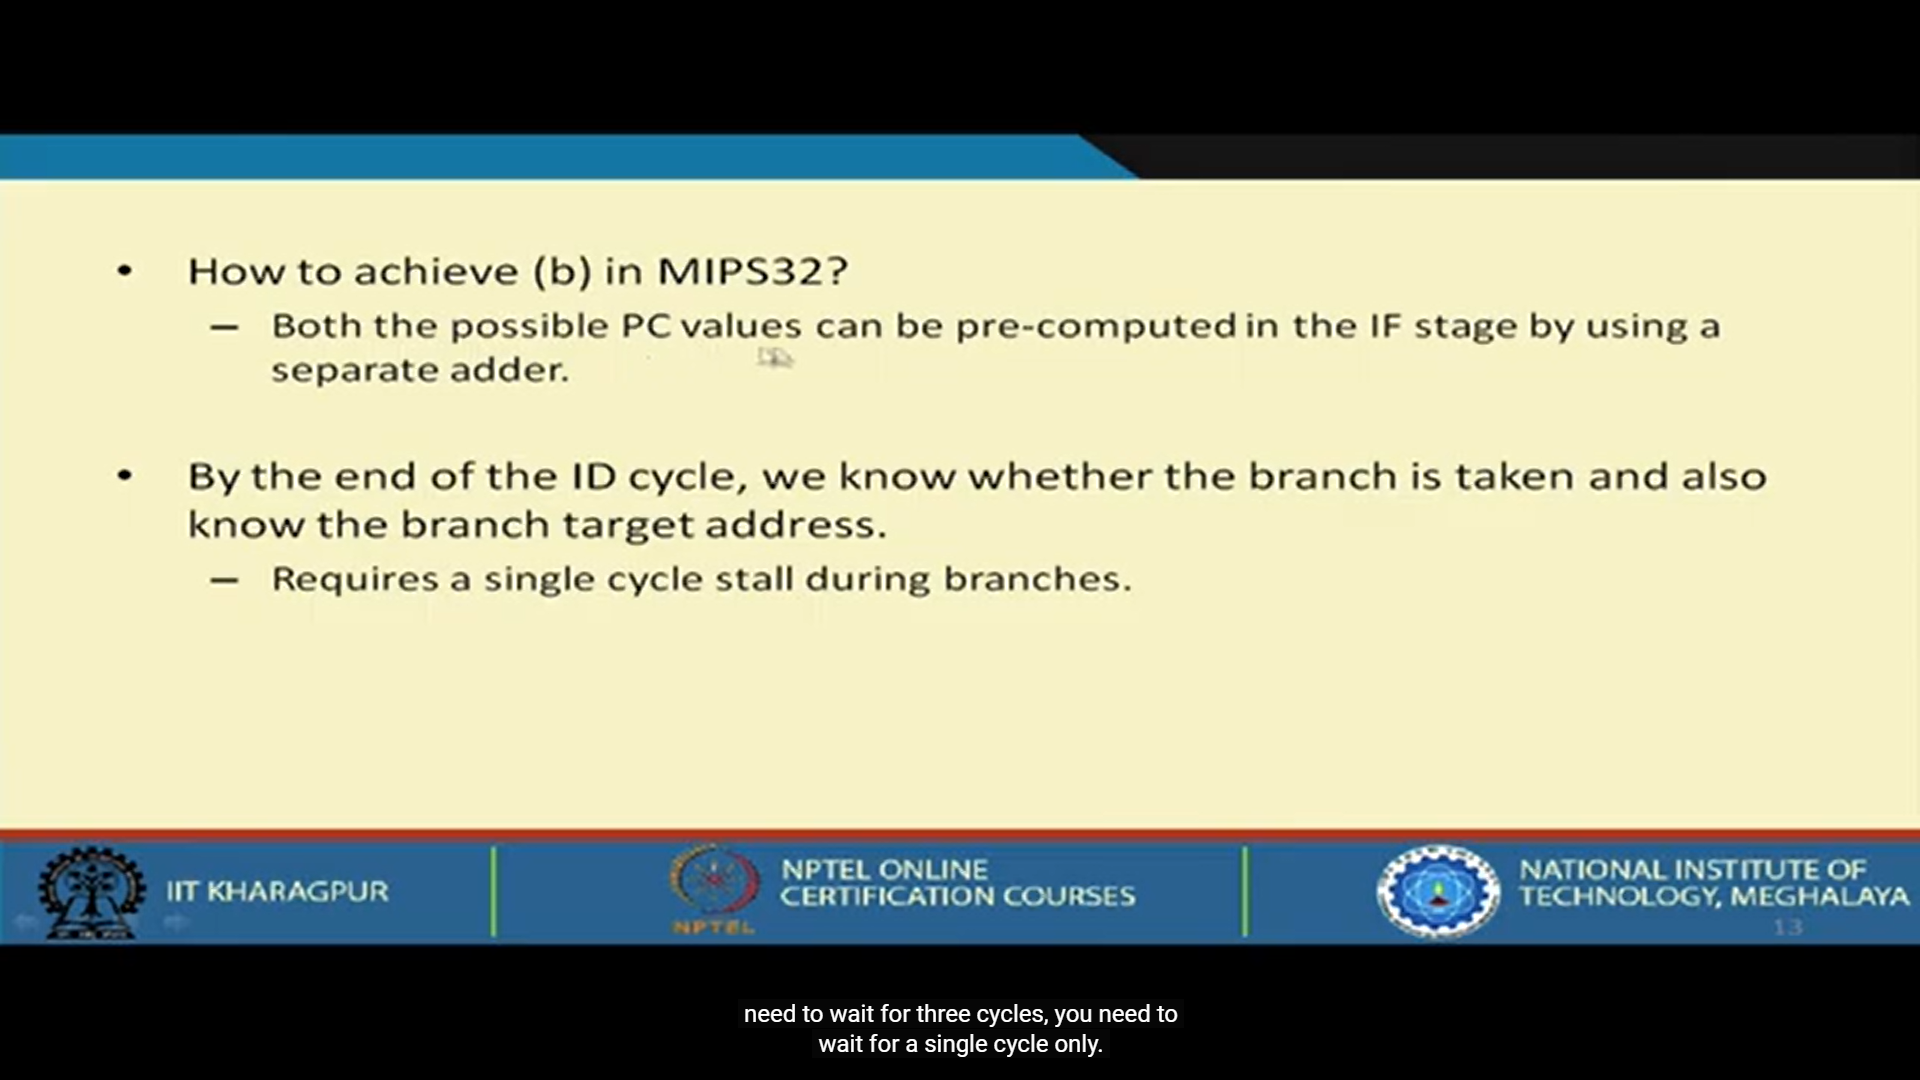 • How to achieve (b) in MIPS32?
– Both the possible PC values can be pre-computed in the IF stage by using a
separate adder.
• By the end of the ID cycle, we know whether the branch is taken and also
know the branch target address.
– Requires a single cycle stall during branches.
IIT KHARAGPUR
NPTEL
NPTEL ONLINE
CERTIFICATION COURSES
NATIONAL INSTITUTE OF
TECHNOLOGY, MEGHALAYA
13
need to wait for three cycles, you need to
wait for a single cycle only.